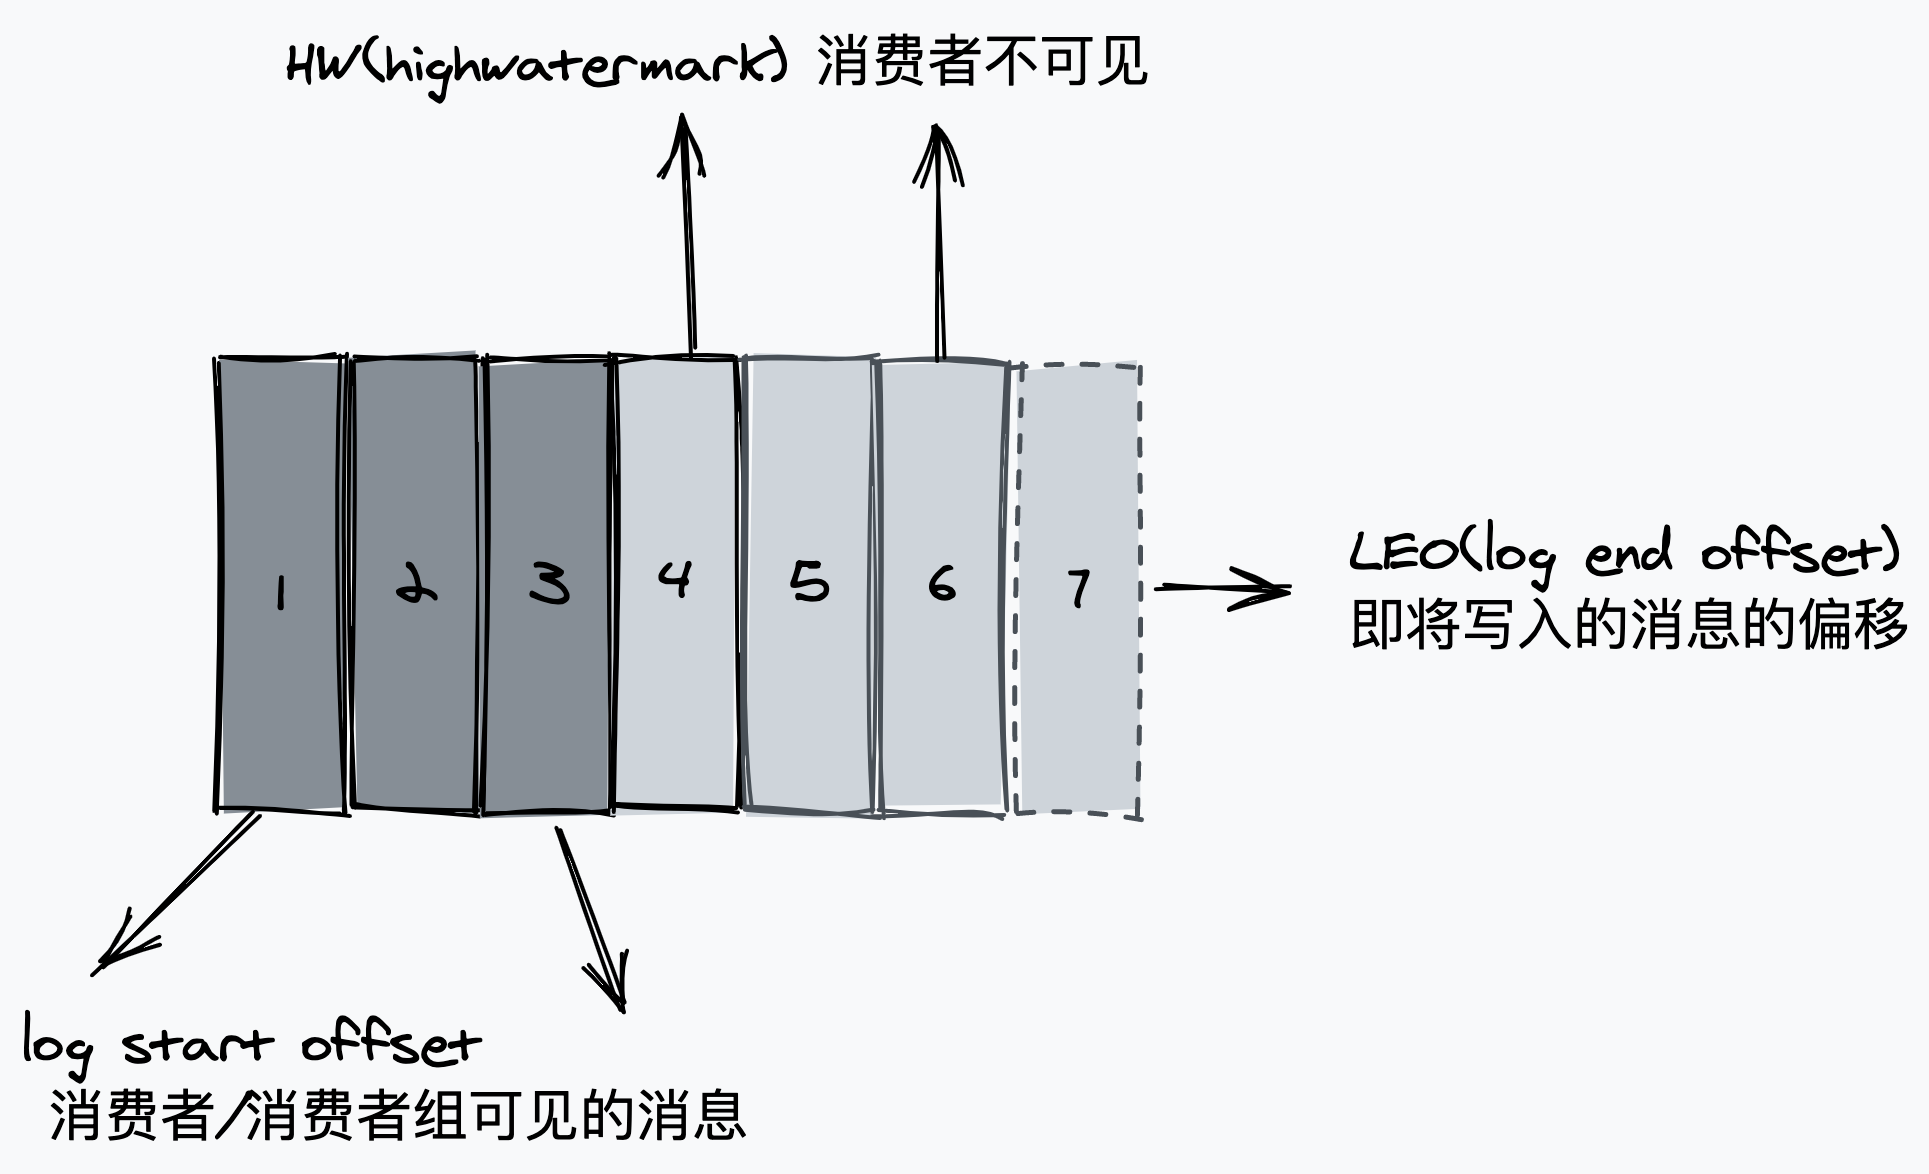 HW(highwatermark) 消费者不可见
1 2 3 4 5 6 7
LEO(log end offset)
即将写入的消息的偏移
log start offset
消费者/消费者组可见的消息